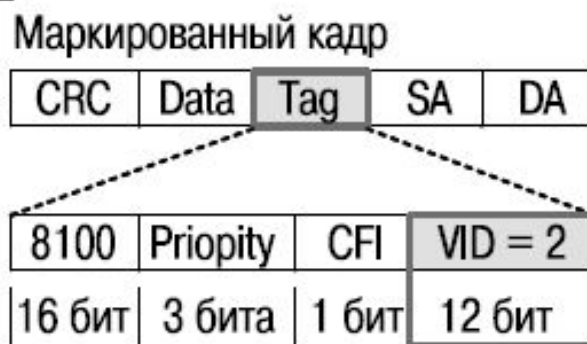 Маркированный кадр
CRC Data Tag SA DA
8100 Priopity CFI VID = 2
16 бит 3 бита 1 бит 12 бит